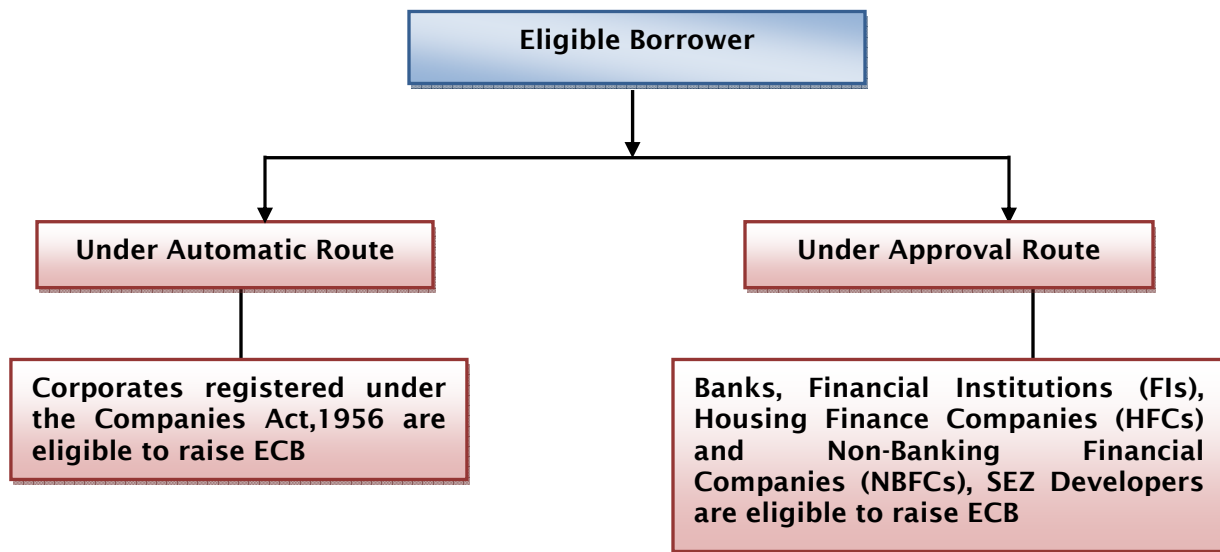 Eligible Borrower
Under Automatic Route
Under Approval Route
Corporates registered under
the Companies Act,1956 are
eligible to raise ECB
Banks, Financial Institutions (FIs),
Housing Finance Companies (HFCs)
and Non-Banking Financial
Companies (NBFCs), SEZ Developers
are eligible to raise ECB